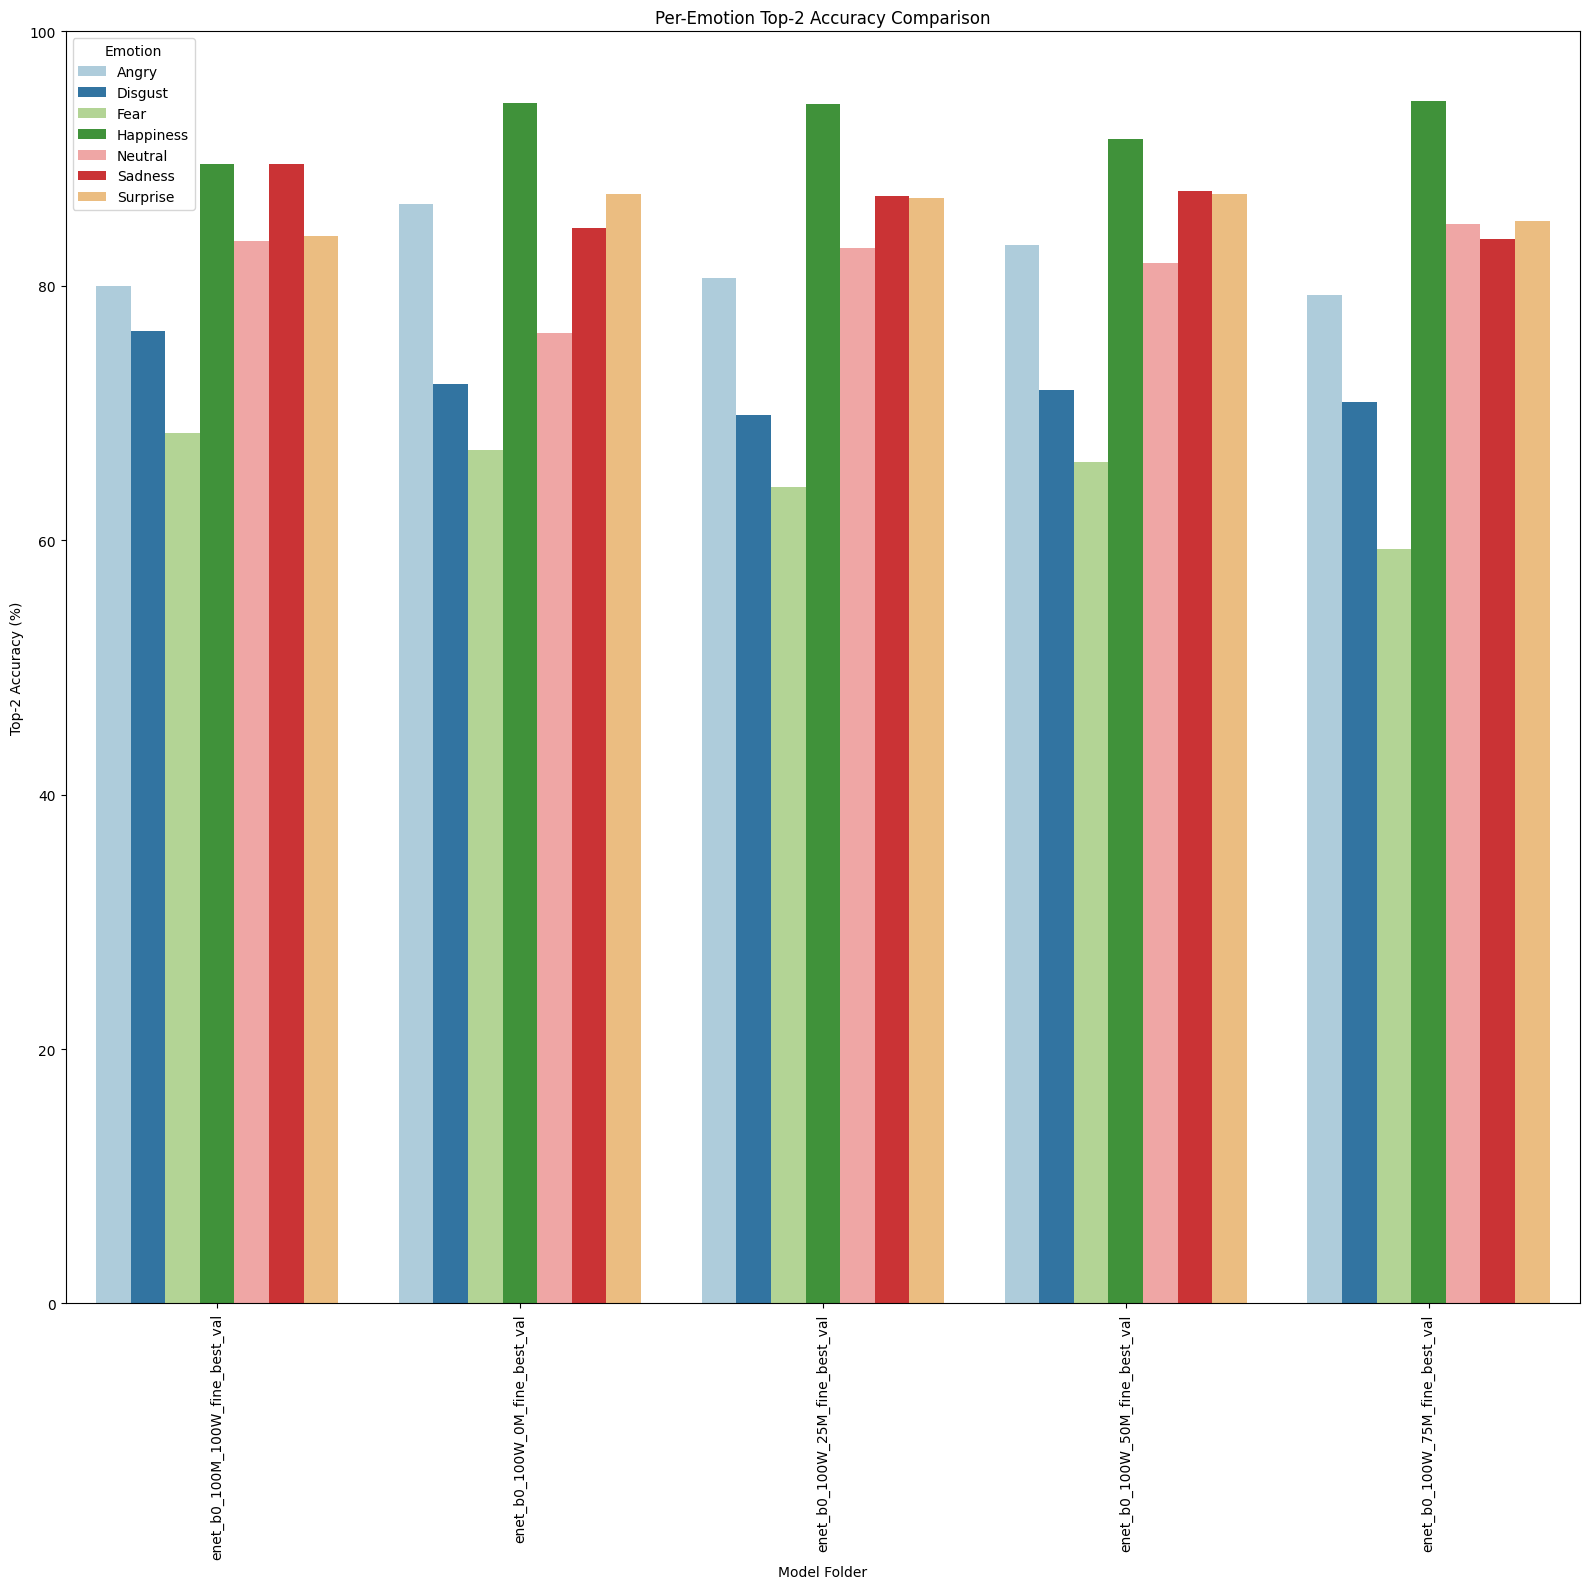 Per-Emotion Top-2 Accuracy Comparison
Emotion
Angry
Disgust
Fear
Happiness
Neutral
Sadness
Surprise
Top-2 Accuracy (%)
100
80
60
40
20
0
enet_b0_100M_100W_fine_best_val
enet_b0_100W_0M_fine_best_val
enet_b0_100W_25M_fine_best_val
enet_b0_100W_50M_fine_best_val
enet_b0_100W_75M_fine_best_val
Model Folder